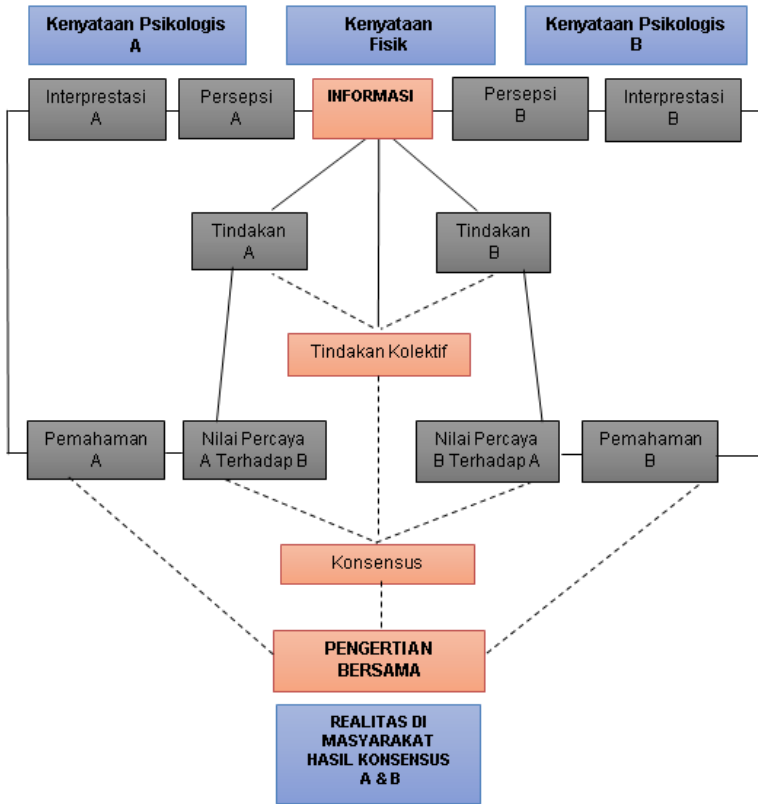 Kenyataan Psikologis
A
Kenyataan
Fisik
Kenyataan Psikologis
B
Interprestasi
A
Persepsi
A
INFORMASI
Persepsi
B
Interprestasi
B
Tindakan
A
Tindakan
B
Tindakan Kolektif
Pemahaman
A
Nilai Percaya
A Terhadap B
Nilai Percaya
B Terhadap A
Pemahaman
B
Konsensus
PENGERTIAN
BERSAMA
REALITAS DI
MASYARAKAT
HASIL KONSENSUS
A & B